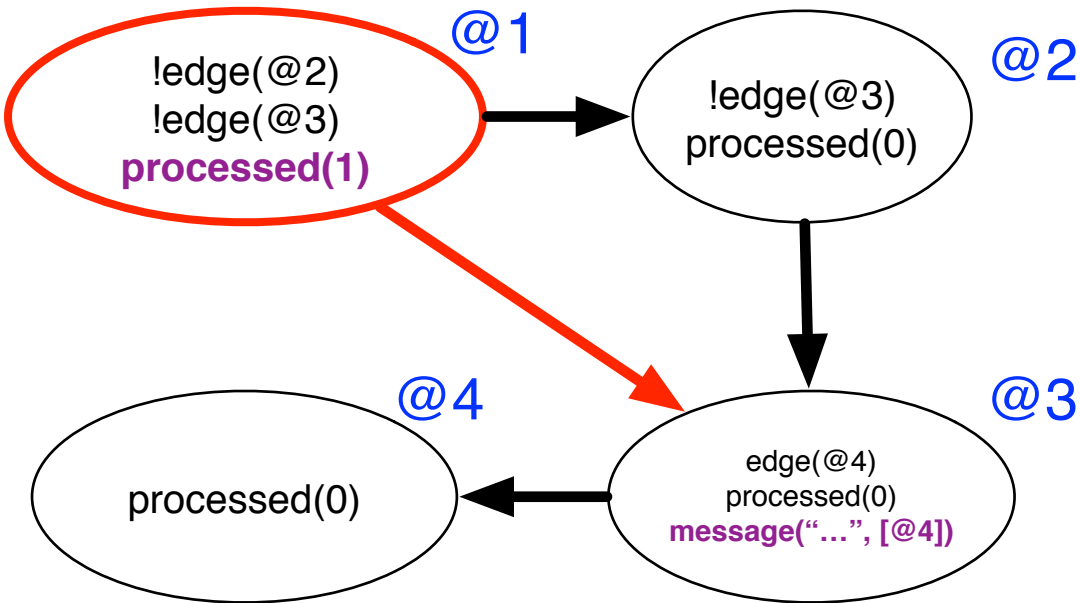 @1
!edge(@2)
!edge(@3)
processed(1)
@2
!edge(@3)
processed(0)
@4
processed(0)
@3
edge(@4)
processed(0)
message(“...”, [@4])